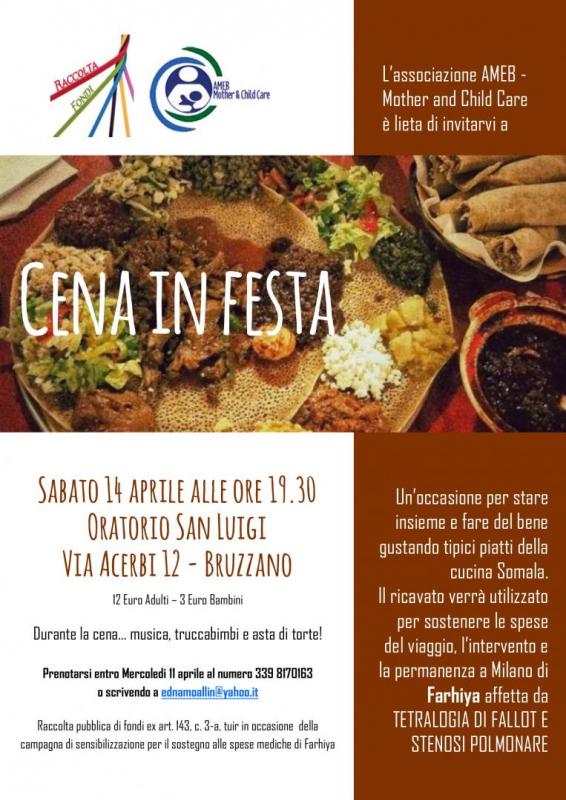 RACCOLTA
FONDI
AMEB
Mother & Child Care
L'associazione AMEB -
Mother and Child Care
è lieta di invitarvi a
CENA IN FESTA
SABATO 14 APRILE ALLE ORE 19.30
ORATORIO SAN LUIGI
VIA ACERBI 12 - BRUZZANO
12 Euro Adulti – 3 Euro Bambini
Durante la cena... musica, truccabimbi e asta di torte!
Prenotarsi entro Mercoledi 11 aprile al numero 339 8170163
o scrivendo a ednamoallin@yahoo.it
Raccolta pubblica di fondi ex art. 143, c. 3-a, tuir in occasione della
campagna di sensibilizzazione per il sostegno alle spese mediche di Farhiya
Un'occasione per stare
insieme e fare del bene
gustando tipici piatti della
cucina Somala.
Il ricavato verrà utilizzato
per sostenere le spese
del viaggio, l'intervento e
la permanenza a Milano di
Farhiya affetta da
TETRALOGIA DI FALLOT E
STENOSI POLMONARE